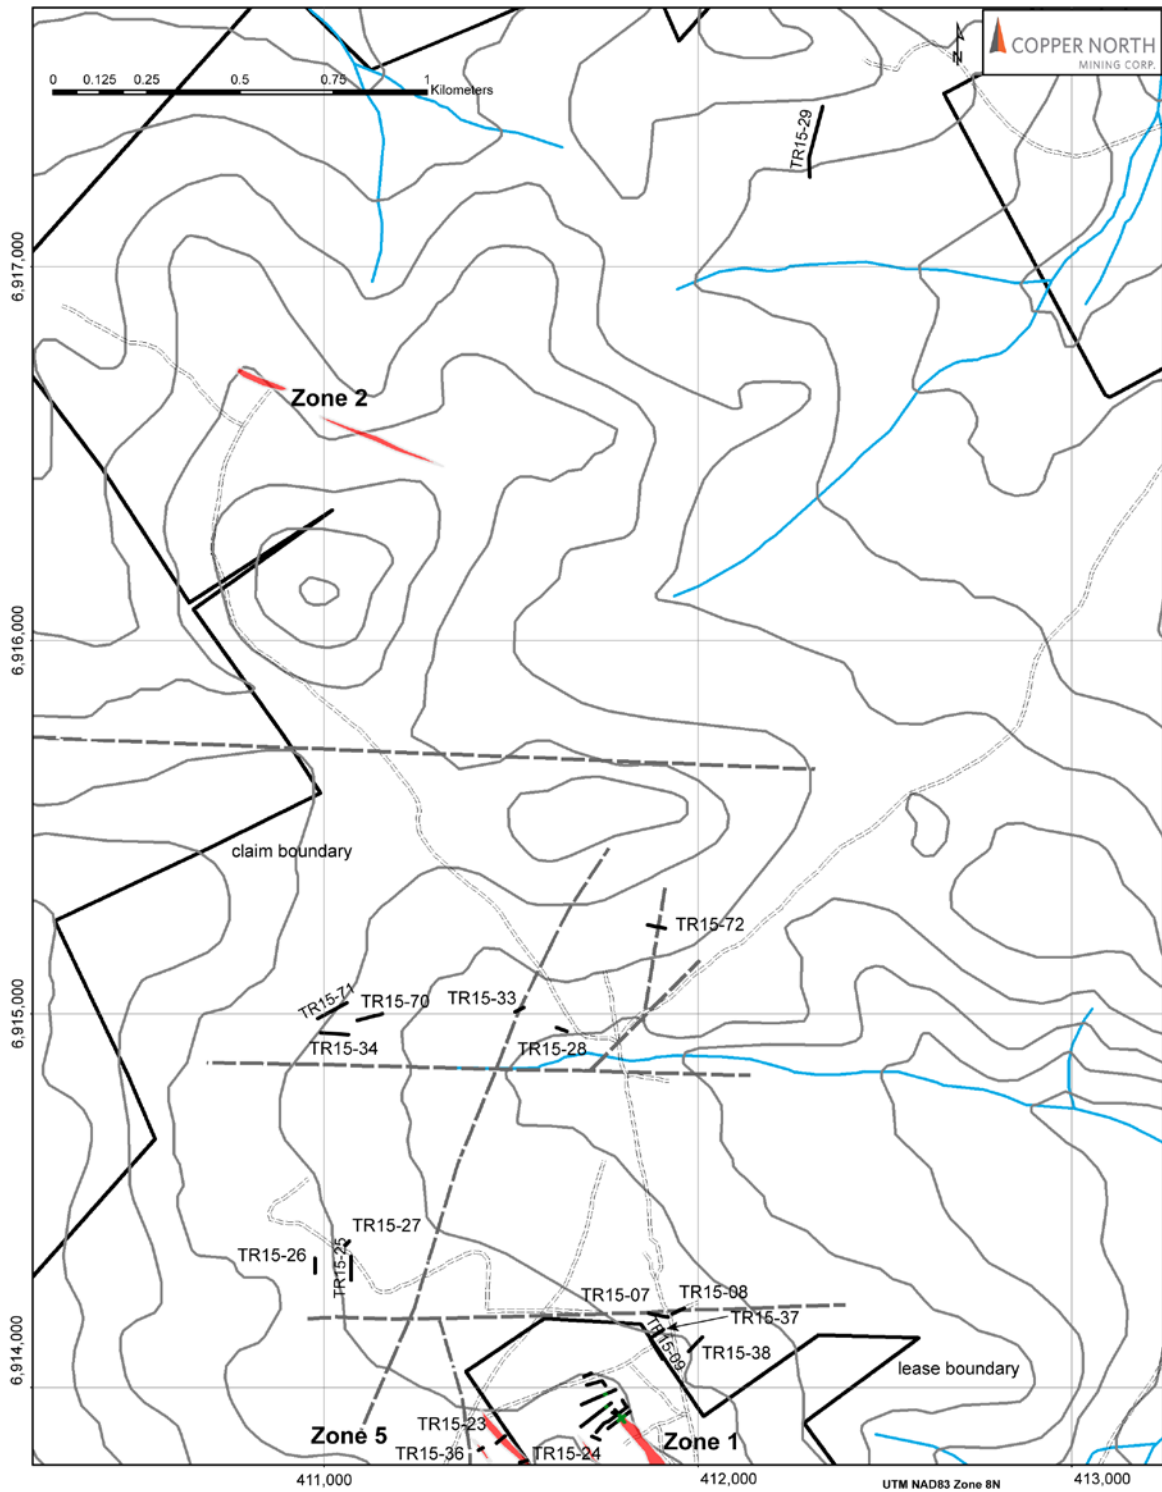 COPPER NORTH
MINING CORP.
N
0 0.125 0.25 0.5 0.75 1
Kilometers
TR15-29
6,917,000
Zone 2
6,916,000
claim boundary
TR15-72
TR15-71
TR15-70
TR15-33
6,915,000
TR15-34
TR15-28
TR15-27
TR15-26
TR15-25
TR15-07
TR15-08
TR15-37
TR15-09
TR15-38
6,914,000
lease boundary
TR15-23
Zone 5
Zone 1
TR15-36
TR15-24
411,000
412,000
413,000
UTM NAD83 Zone 8N